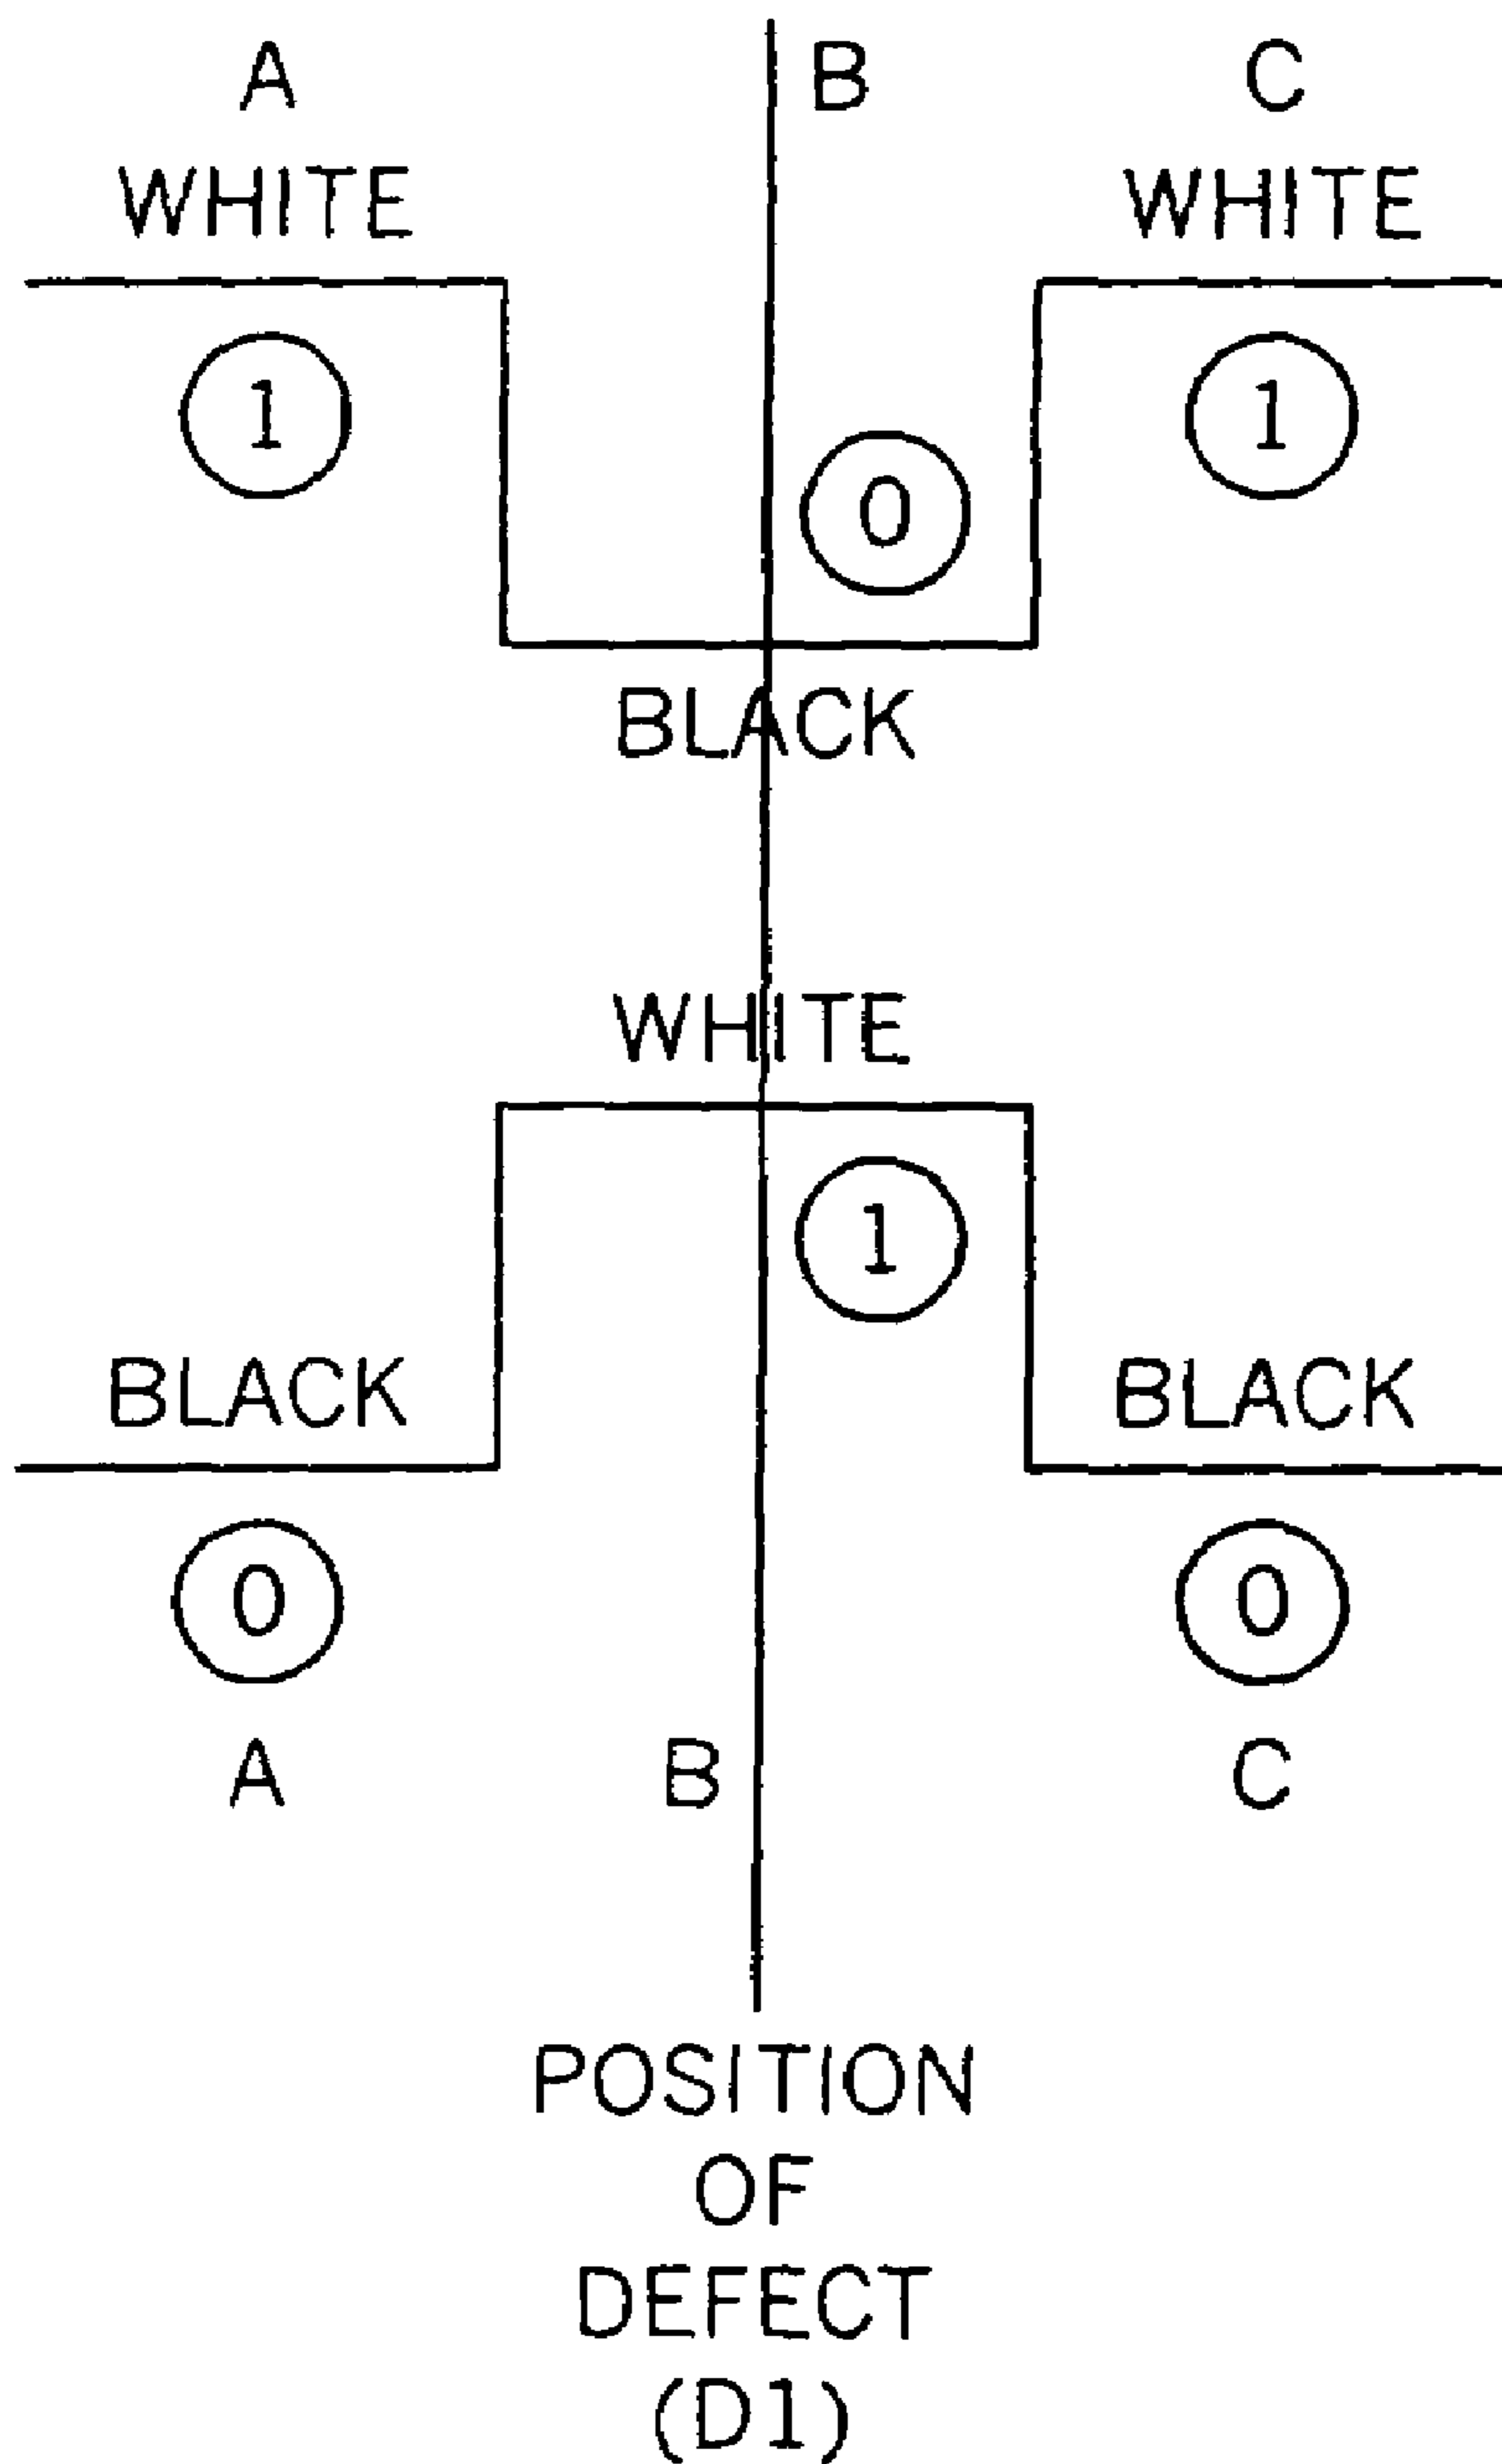 A B C
WHITE WHITE
1 1
0
BLACK
WHITE
1
BLACK BLACK
0 0
A B C
POSITION
OF
DEFECT
(D1)